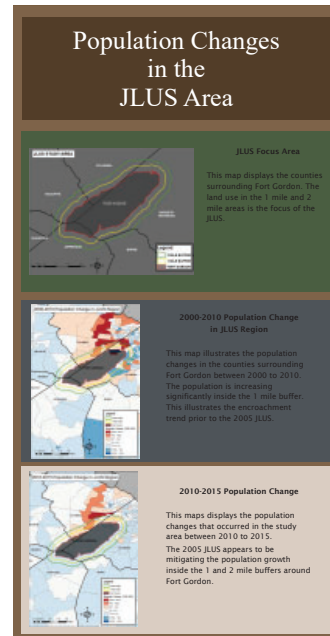 Population Changes
in the
JLUS Area
JLUS Focus Area
This map displays the counties
surrounding Fort Gordon. The
land use in the 1 mile and 2
mile areas is the focus of the
JLUS.
2000-2010 Population Change
in JLUS Region
This map illustrates the population
changes in the counties surrounding
Fort Gordon between 2000 to 2010.
The population is increasing
significantly inside the 1 mile buffer.
This illustrates the encroachment
trend prior to the 2005 JLUS.
2010-2015 Population Change
This maps displays the population
changes that occurred in the study
area between 2010 to 2015.
The 2005 JLUS appears to be
mitigating the population growth
inside the 1 and 2 mile buffers around
Fort Gordon.